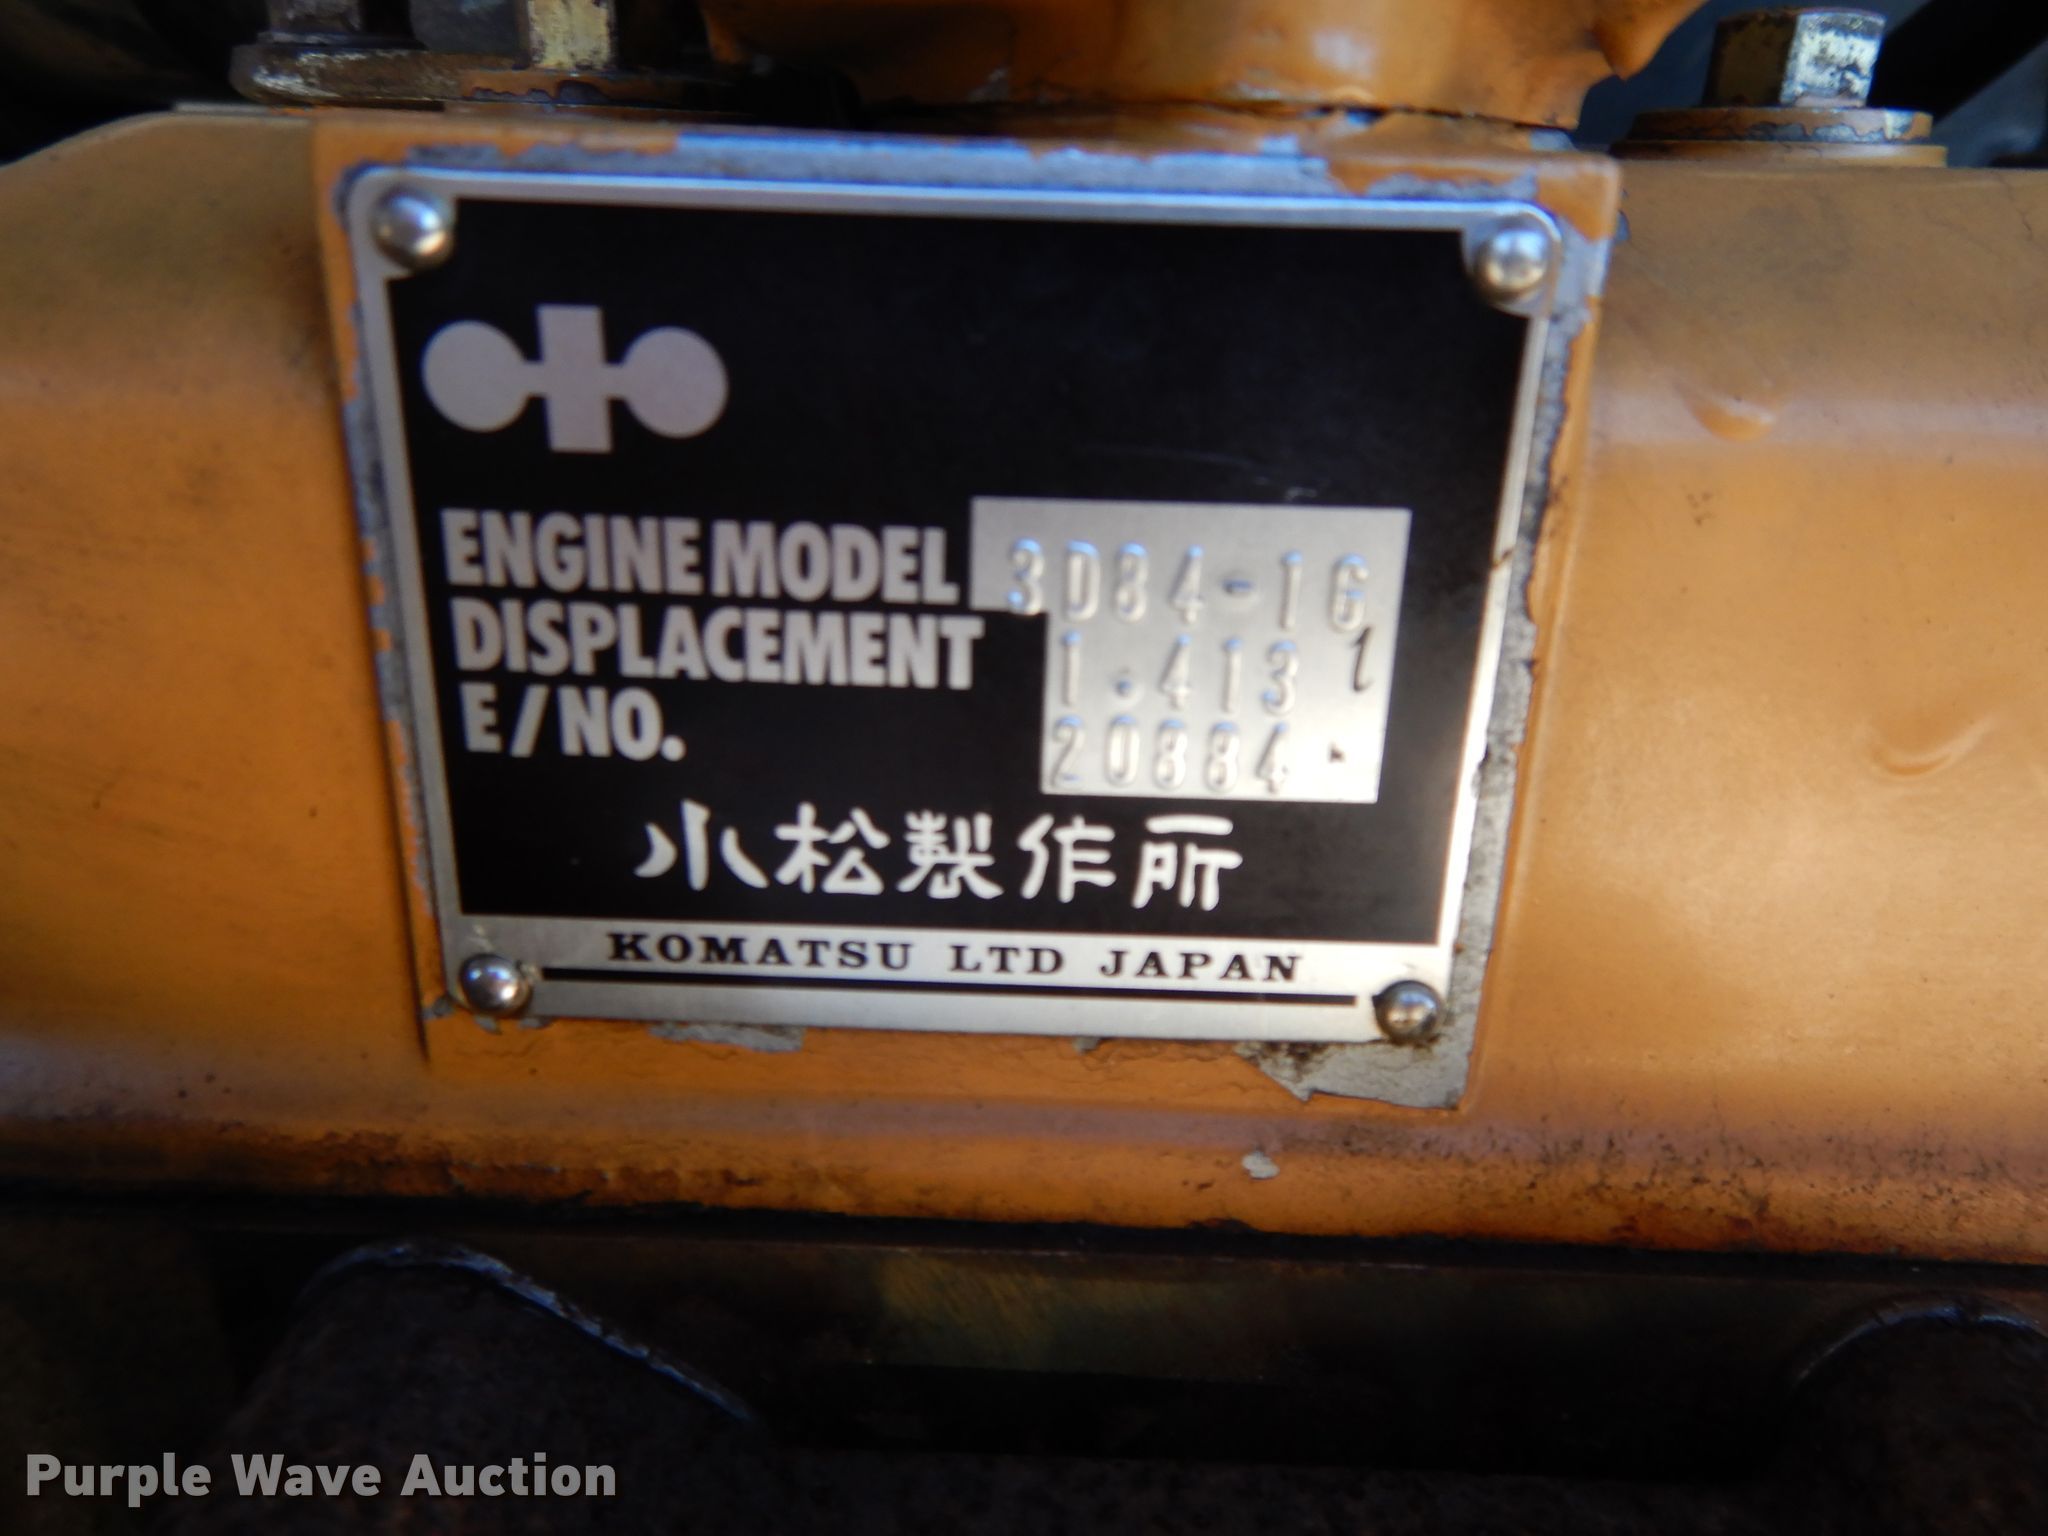 ENGINE MODEL 3D84-1G
DISPLACEMENT 1.413 l
E/NO. 20884
小松製作所
KOMATSU LTD JAPAN
Purple Wave Auction